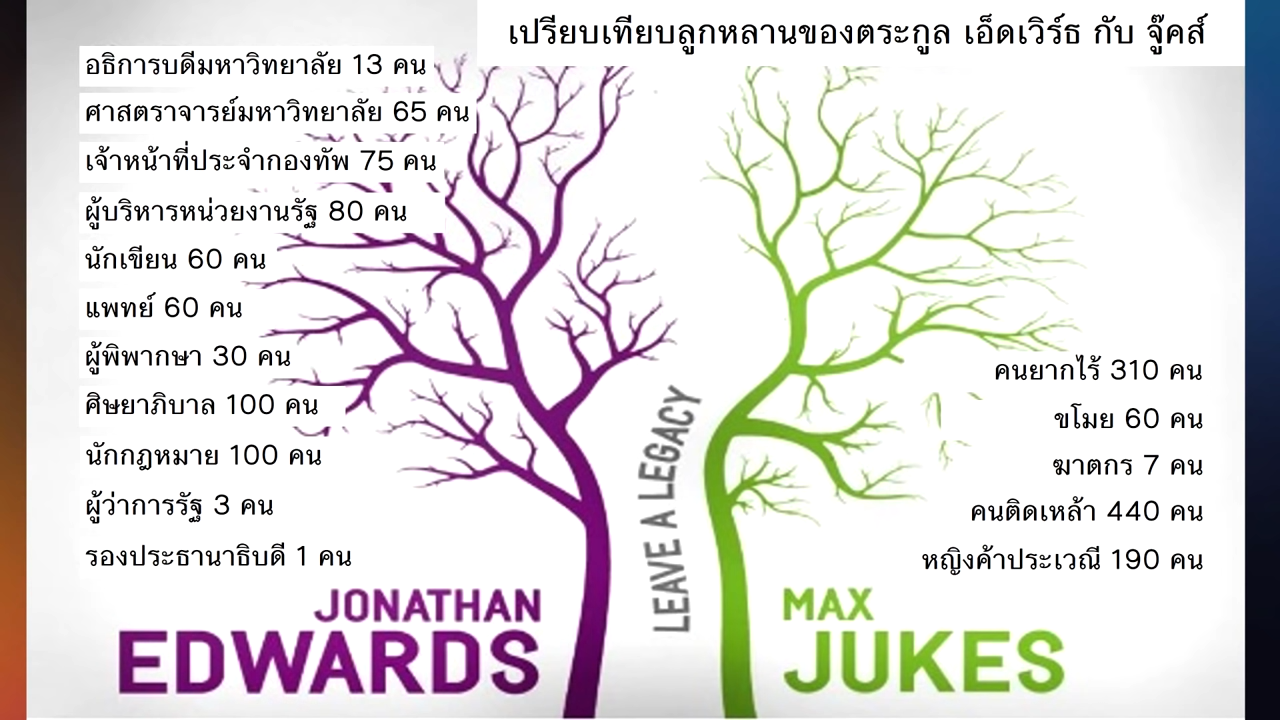 เปรียบเทียบลูกหลานของตระกูล เอ็ดเวิร์ธ กับ จู๊คส์
อธิการบดีมหาวิทยาลัย 13 คน
ศาสตราจารย์มหาวิทยาลัย 65 คน
เจ้าหน้าที่ประจำกองทัพ 75 คน
ผู้บริหารหน่วยงานรัฐ 80 คน
นักเขียน 60 คน
แพทย์ 60 คน
ผู้พิพากษา 30 คน
ศิษยาภิบาล 100 คน
นักกฎหมาย 100 คน
ผู้ว่าการรัฐ 3 คน
รองประธานาธิบดี 1 คน
JONATHAN
EDWARDS
LEAVE A LEGACY
คนยากไร้ 310 คน
ขโมย 60 คน
ฆาตกร 7 คน
คนติดเหล้า 440 คน
หญิงค้าประเวณี 190 คน
MAX
JUKES